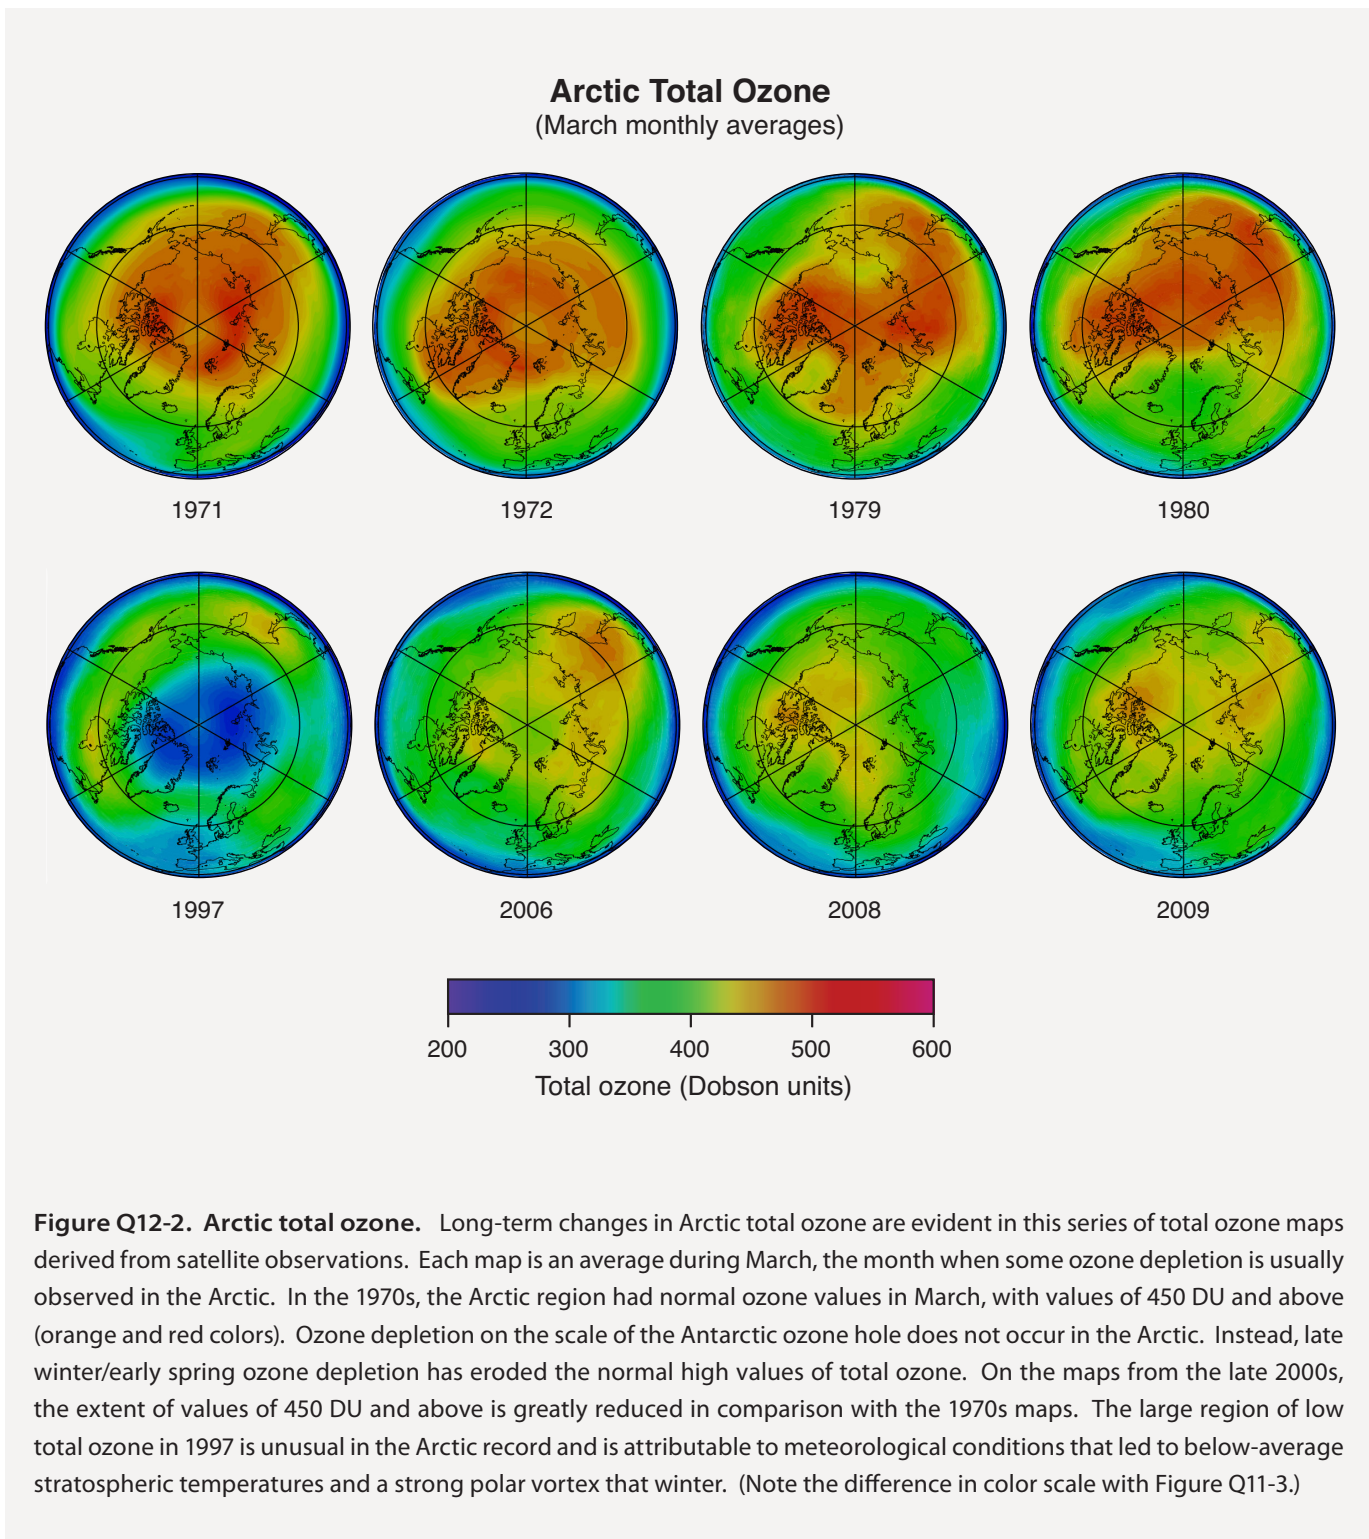 Arctic Total Ozone
(March monthly averages)
1971 1972 1979 1980
1997 2006 2008 2009
200 300 400 500 600
Total ozone (Dobson units)
Figure Q12-2. Arctic total ozone. Long-term changes in Arctic total ozone are evident in this series of total ozone maps
derived from satellite observations. Each map is an average during March, the month when some ozone depletion is usually
observed in the Arctic. In the 1970s, the Arctic region had normal ozone values in March, with values of 450 DU and above
(orange and red colors). Ozone depletion on the scale of the Antarctic ozone hole does not occur in the Arctic. Instead, late
winter/early spring ozone depletion has eroded the normal high values of total ozone. On the maps from the late 2000s,
the extent of values of 450 DU and above is greatly reduced in comparison with the 1970s maps. The large region of low
total ozone in 1997 is unusual in the Arctic record and is attributable to meteorological conditions that led to below-average
stratospheric temperatures and a strong polar vortex that winter. (Note the difference in color scale with Figure Q11-3.)